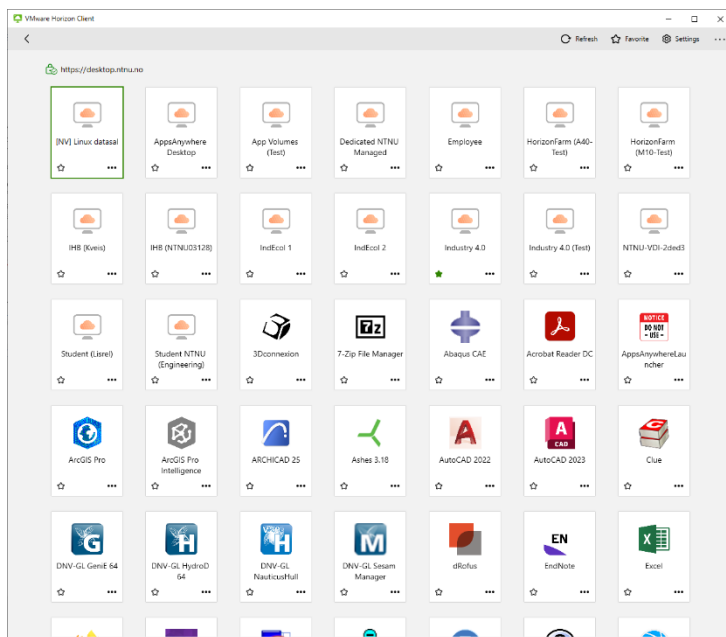 VMware Horizon Client
Refresh Favorite Settings
https://desktop.ntnu.no
[NV] Linux datasal
AppsAnywhere
Desktop
App Volumes
(Test)
Dedicated NTNU
Managed
Employee
HorizonFarm (A40-
Test)
HorizonFarm
(M10-Test)
IHB (Kveis)
IHB (NTNU03128)
IndEcol 1
IndEcol 2
Industry 4.0
Industry 4.0 (Test)
NTNU-VDI-2ded3
Student (Lisrel)
Student NTNU
(Engineering)
3Dconnexion
7z
7-Zip File Manager
Abaqus CAE
Acrobat Reader DC
NOTICE
DO NOT
- USE -
AppsAnywhereLau
ncher
ArcGIS Pro
ArcGIS Pro
Intelligence
ARCHICAD 25
Ashes 3.18
A
AutoCAD 2022
A
CAD
AutoCAD 2023
C
Clue
G
DNV-GL GeniE 64
H
DNV-GL HydroD
64
H
DNV-GL
NauticusHull
M
DNV-GL Sesam
Manager
dRofus
EN
EndNote
X
Excel